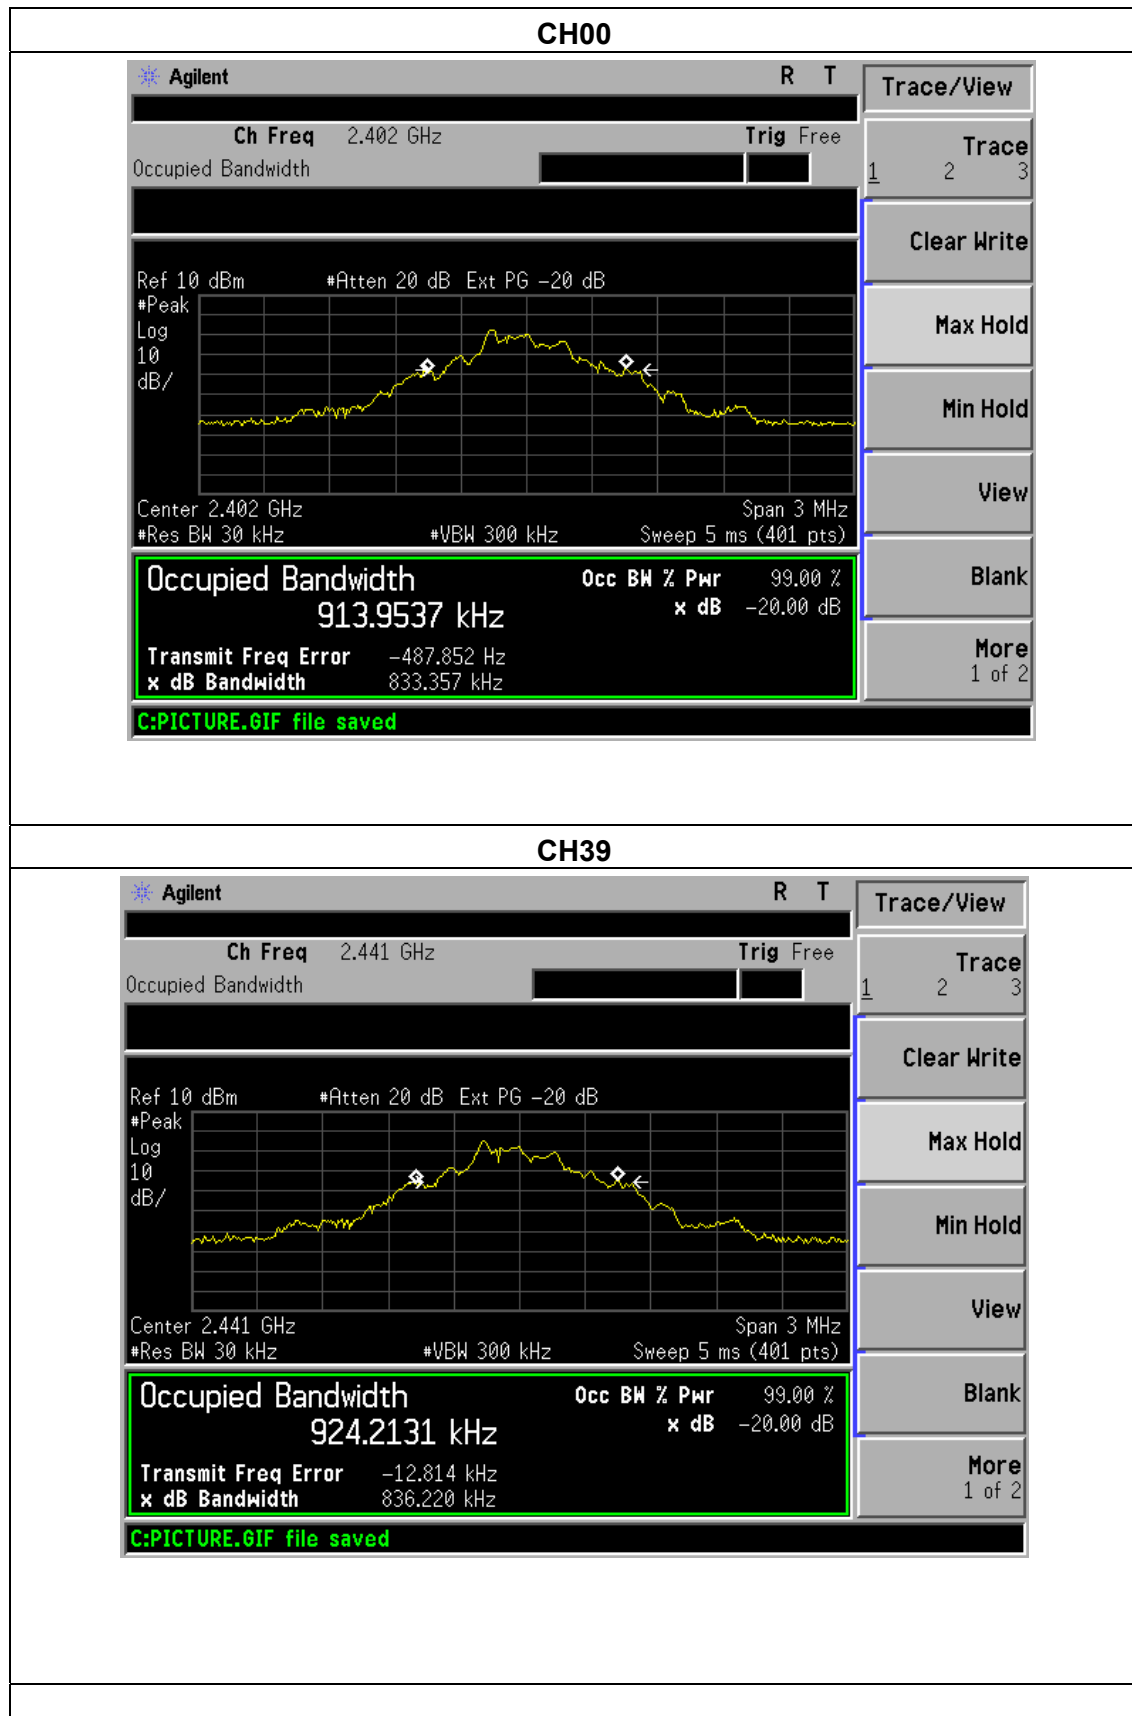 CH00
Agilent R T
Trace/View
Ch Freq 2.402 GHz Trig Free
Occupied Bandwidth
Trace
1 2 3
Clear Write
Ref 10 dBm #Atten 20 dB Ext PG -20 dB
#Peak
Log
10
dB/
Max Hold
Min Hold
View
Center 2.402 GHz Span 3 MHz
#Res BW 30 kHz #VBW 300 kHz Sweep 5 ms (401 pts)
Occupied Bandwidth Occ BW % Pwr 99.00 %
913.9537 kHz x dB -20.00 dB
Blank
Transmit Freq Error -487.852 Hz
x dB Bandwidth 833.357 kHz
More
1 of 2
C:PICTURE.GIF file saved
CH39
Agilent R T
Trace/View
Ch Freq 2.441 GHz Trig Free
Occupied Bandwidth
Trace
1 2 3
Clear Write
Ref 10 dBm #Atten 20 dB Ext PG -20 dB
#Peak
Log
10
dB/
Max Hold
Min Hold
View
Center 2.441 GHz Span 3 MHz
#Res BW 30 kHz #VBW 300 kHz Sweep 5 ms (401 pts)
Occupied Bandwidth Occ BW % Pwr 99.00 %
924.2131 kHz x dB -20.00 dB
Blank
Transmit Freq Error -12.814 kHz
x dB Bandwidth 836.220 kHz
More
1 of 2
C:PICTURE.GIF file saved